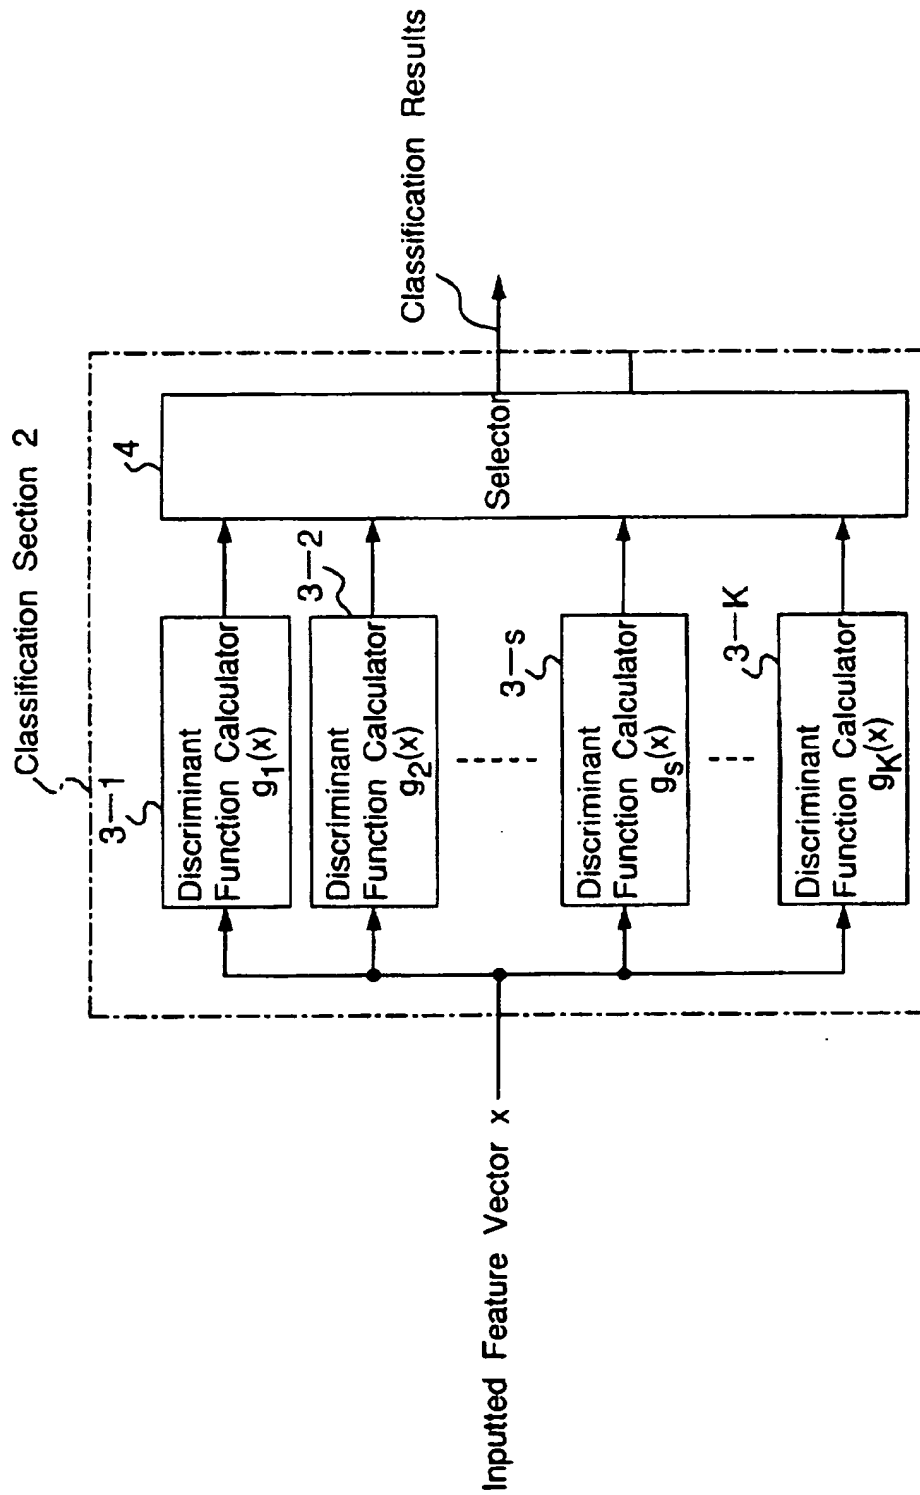 Classification Section 2
3-1
Discriminant
Function Calculator
g1(x)
3-2
Discriminant
Function Calculator
g2(x)
3-s
Discriminant
Function Calculator
gs(x)
3-K
Discriminant
Function Calculator
gK(x)
4
Selector
Inputted Feature Vector x
Classification Results